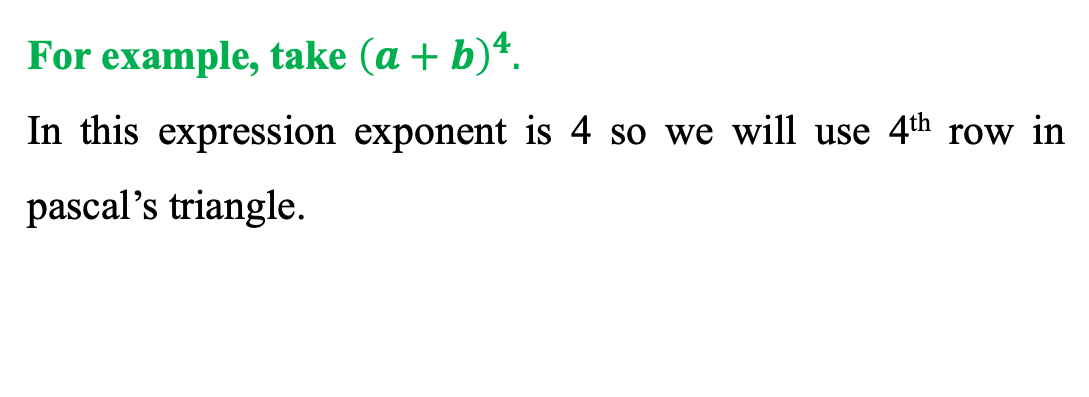 For example, take (a + b)⁴.
In this expression exponent is 4 so we will use 4ᵗʰ row in
pascal’s triangle.